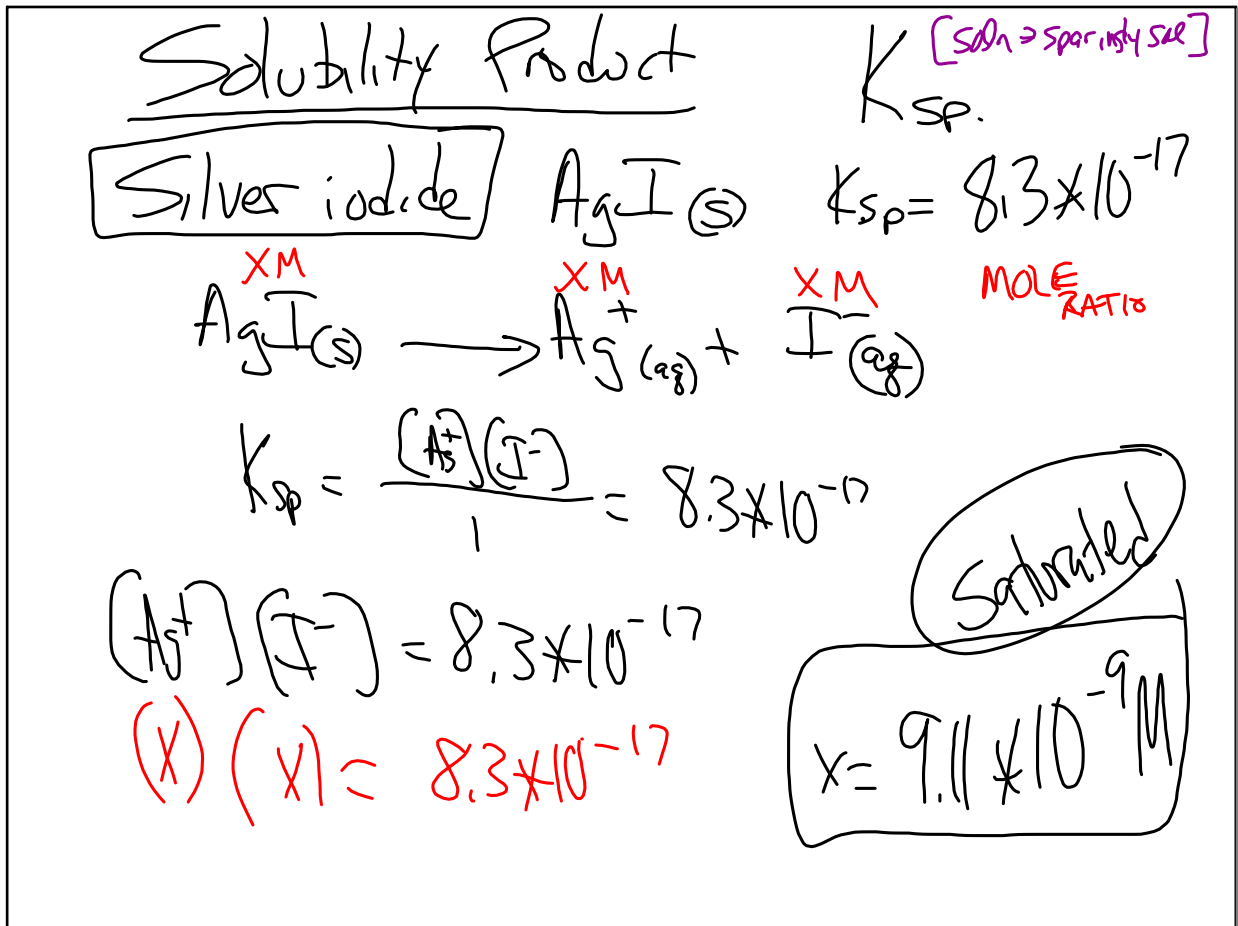 Solubility Product Ksp. [soln ⇒ sparingly sol]
Silver iodide AgI (s) Ksp = 8.3×10⁻¹⁷
XM XM XM MOLE RATIO
AgI(s) → Ag⁺(aq) + I⁻(aq)
Ksp = (Ag⁺)(I⁻)/1 = 8.3×10⁻¹⁷
Saturated
(Ag⁺)(I⁻) = 8.3×10⁻¹⁷
(X)(X) = 8.3×10⁻¹⁷
x = 9.11×10⁻⁹ M